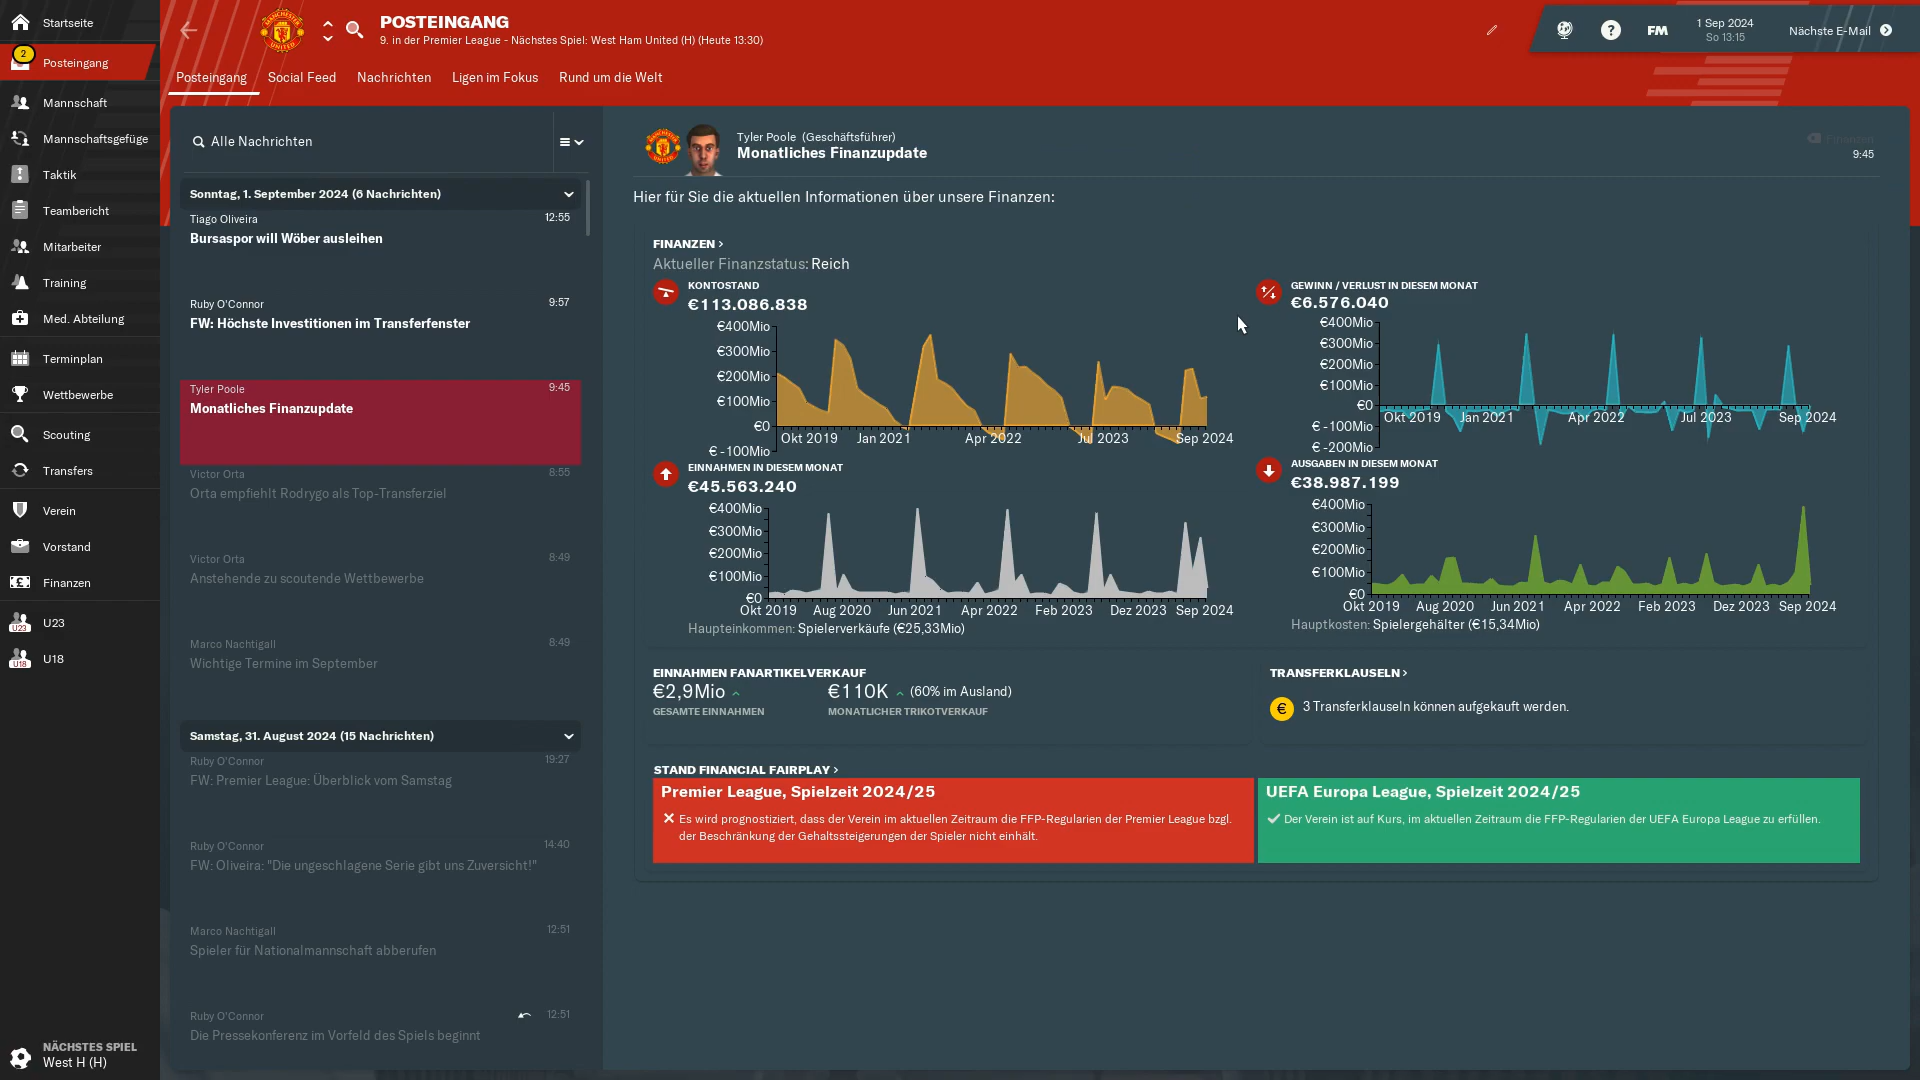 Startseite
2
Posteingang
Mannschaft
Mannschaftsgefüge
Taktik
Teambericht
Mitarbeiter
Training
Med. Abteilung
Terminplan
Wettbewerbe
Scouting
Transfers
Verein
Vorstand
Finanzen
U23
U23
U18
U18
NÄCHSTES SPIEL
West H (H)
POSTEINGANG
9. in der Premier League - Nächstes Spiel: West Ham United (H) (Heute 13:30)
?
FM
1 Sep 2024
So 13:15
Nächste E-Mail
Posteingang Social Feed Nachrichten Ligen im Fokus Rund um die Welt
Alle Nachrichten
Sonntag, 1. September 2024 (6 Nachrichten)
Tiago Oliveira 12:55
Bursaspor will Wöber ausleihen
Ruby O'Connor 9:57
FW: Höchste Investitionen im Transferfenster
Tyler Poole 9:45
Monatliches Finanzupdate
Victor Orta 8:55
Orta empfiehlt Rodrygo als Top-Transferziel
Victor Orta 8:49
Anstehende zu scoutende Wettbewerbe
Marco Nachtigall 8:49
Wichtige Termine im September
Samstag, 31. August 2024 (15 Nachrichten)
Ruby O'Connor 19:27
FW: Premier League: Überblick vom Samstag
Ruby O'Connor 14:40
FW: Oliveira: "Die ungeschlagene Serie gibt uns Zuversicht!"
Marco Nachtigall 12:51
Spieler für Nationalmannschaft abberufen
Ruby O'Connor 12:51
Die Pressekonferenz im Vorfeld des Spiels beginnt
Tyler Poole (Geschäftsführer)
Monatliches Finanzupdate
Finanzen
9:45
Hier für Sie die aktuellen Informationen über unsere Finanzen:
FINANZEN >
Aktueller Finanzstatus: Reich
KONTOSTAND
€113.086.838
€400Mio
€300Mio
€200Mio
€100Mio
€0
€ -100Mio
Okt 2019 Jan 2021 Apr 2022 Jul 2023 Sep 2024
GEWINN / VERLUST IN DIESEM MONAT
€6.576.040
€400Mio
€300Mio
€200Mio
€100Mio
€0
€ -100Mio
€ -200Mio
Okt 2019 Jan 2021 Apr 2022 Jul 2023 Sep 2024
EINNAHMEN IN DIESEM MONAT
€45.563.240
€400Mio
€300Mio
€200Mio
€100Mio
€0
Okt 2019 Aug 2020 Jun 2021 Apr 2022 Feb 2023 Dez 2023 Sep 2024
Haupteinkommen: Spielerverkäufe (€25,33Mio)
AUSGABEN IN DIESEM MONAT
€38.987.199
€400Mio
€300Mio
€200Mio
€100Mio
€0
Okt 2019 Aug 2020 Jun 2021 Apr 2022 Feb 2023 Dez 2023 Sep 2024
Hauptkosten: Spielergehälter (€15,34Mio)
EINNAHMEN FANARTIKELVERKAUF
€2,9Mio
GESAMTE EINNAHMEN
€110K (60% im Ausland)
MONATLICHER TRIKOTVERKAUF
TRANSFERKLAUSELN >
€
3 Transferklauseln können aufgekauft werden.
STAND FINANCIAL FAIRPLAY >
Premier League, Spielzeit 2024/25
Es wird prognostiziert, dass der Verein im aktuellen Zeitraum die FFP-Regularien der Premier League bzgl.
der Beschränkung der Gehaltssteigerungen der Spieler nicht einhält.
UEFA Europa League, Spielzeit 2024/25
Der Verein ist auf Kurs, im aktuellen Zeitraum die FFP-Regularien der UEFA Europa League zu erfüllen.